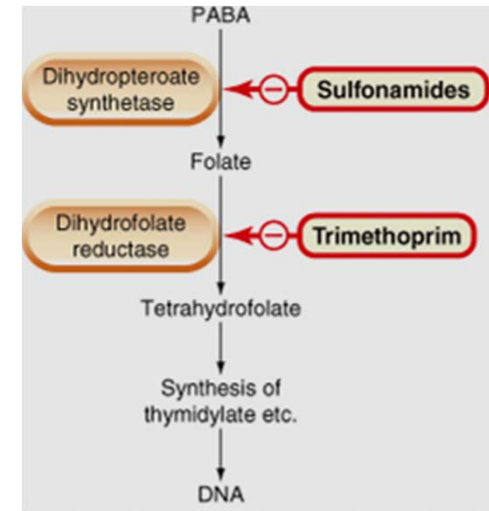 PABA
Dihydropteroate
synthetase
Sulfonamides
Folate
Dihydrofolate
reductase
Trimethoprim
Tetrahydrofolate
Synthesis of
thymidylate etc.
DNA